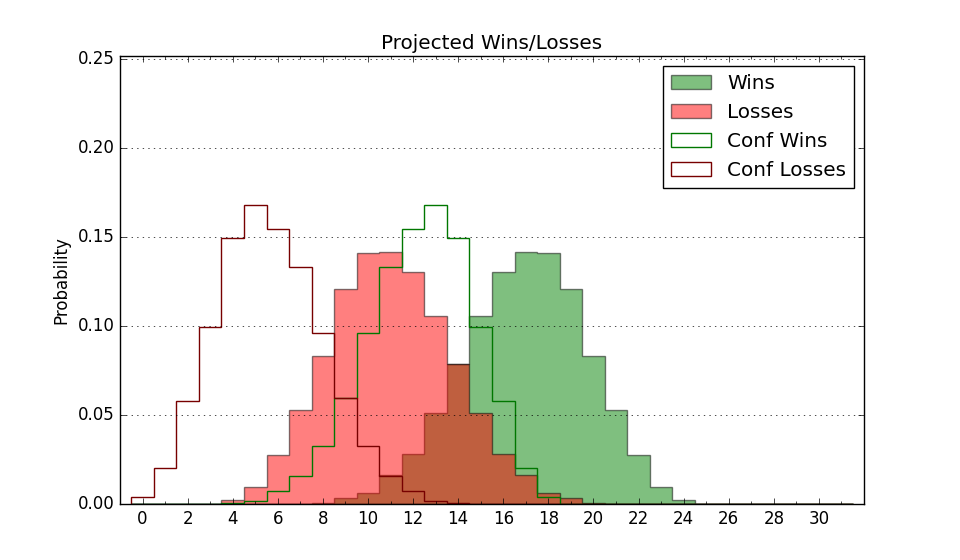 Projected Wins/Losses
0.25
0.20
0.15
0.10
0.05
0.00
Probability
Wins
Losses
Conf Wins
Conf Losses
0 2 4 6 8 10 12 14 16 18 20 22 24 26 28 30